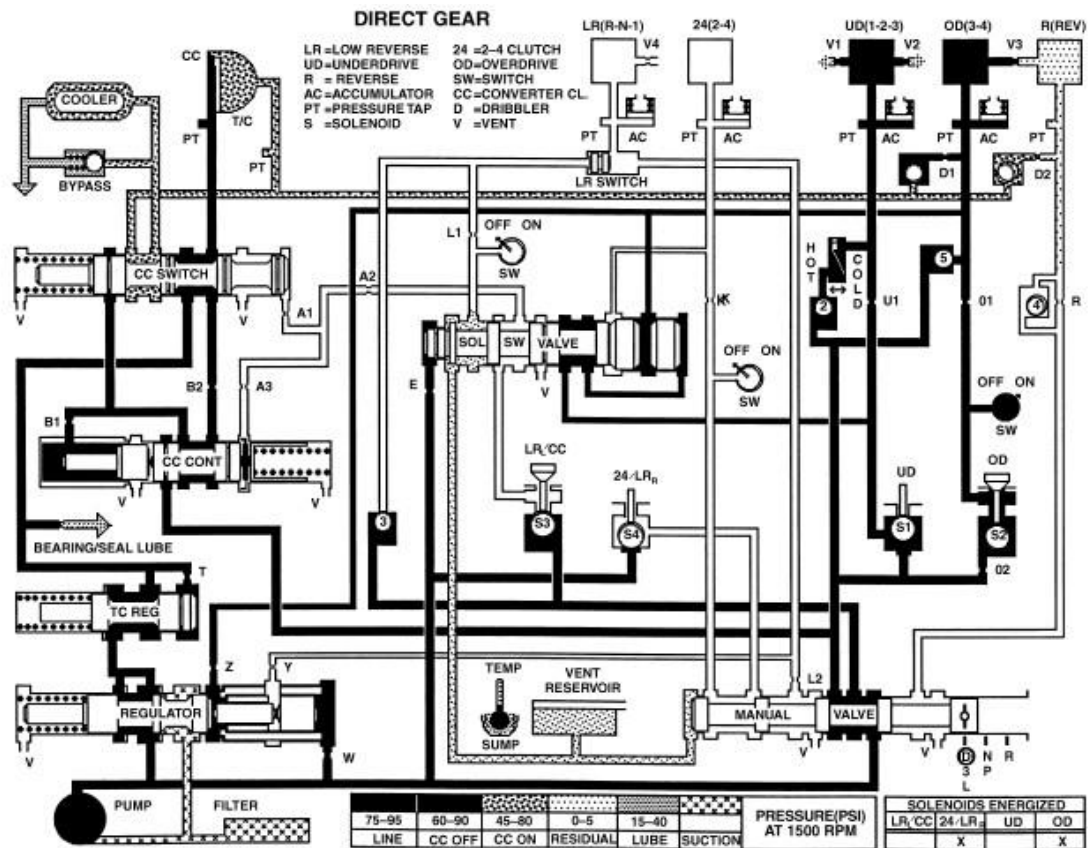 DIRECT GEAR
LR =LOW REVERSE 24 =2–4 CLUTCH
UD=UNDERDRIVE OD=OVERDRIVE
R = REVERSE SW=SWITCH
AC=ACCUMULATOR CC=CONVERTER CL.
PT =PRESSURE TAP D =DRIBBLER
S =SOLENOID V =VENT
LR(R-N-1) 24(2-4) UD(1-2-3) OD(3-4) R(REV)
V4 V1 V2 V3
CC
COOLER
T/C
PT
PT
BYPASS
PT AC PT AC PT AC PT AC
LR SWITCH
D1 D2
L1 OFF ON
SW
CC SWITCH
A2
V V A1
HOT COLD
5
2 U1 01 4 R
K
SOL SW VALVE
E V
OFF ON
SW
OFF ON
SW
B2 A3
B1
CC CONT
V V
LR/CC 24/LRR UD OD
3 S3 S4 S1 S2
02
BEARING/SEAL LUBE
T
TC REG
Z Y
TEMP
SUMP
VENT
RESERVOIR
L2
REGULATOR
MANUAL VALVE
V W V V
D N R
3 P
L
PUMP FILTER
75–95 60–90 45–80 0–5 15–40
LINE CC OFF CC ON RESIDUAL LUBE SUCTION
PRESSURE(PSI)
AT 1500 RPM
SOLENOIDS ENERGIZED
LR/CC 24/LRR UD OD
X X